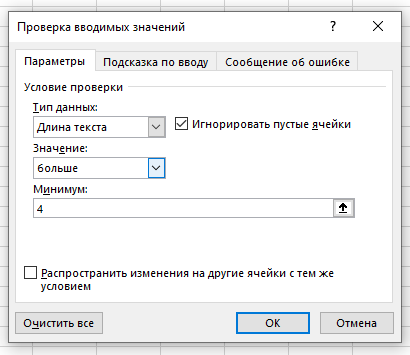 Проверка вводимых значений
?
Параметры
Подсказка по вводу
Сообщение об ошибке
Условие проверки
Тип данных:
Длина текста
Игнорировать пустые ячейки
Значение:
больше
Минимум:
4
Распространить изменения на другие ячейки с тем же
условием
Очистить все
ОК
Отмена